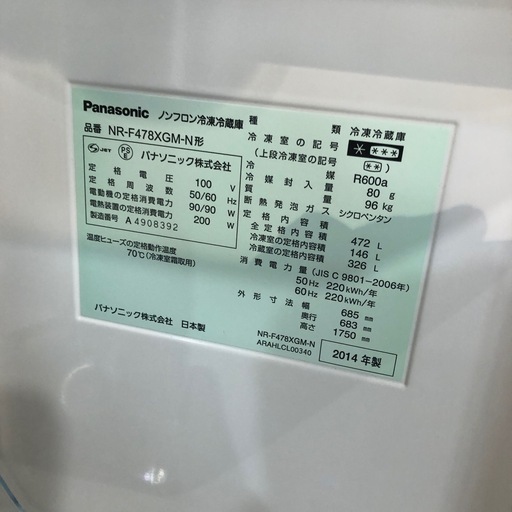 Panasonic ノンフロン冷凍冷蔵庫
品番 NR-F478XGM-N形
JET PS E パナソニック株式会社
定格電圧 100 V
定格周波数 50/60 Hz
電動機の定格消費電力 90/90 W
電熱装置の定格消費電力 200 W
製造番号 A 4908392
温度ヒューズの定格動作温度
70℃(冷凍室霜取用)
パナソニック株式会社 日本製
種類 冷凍冷蔵庫
冷凍室の記号 * ***
(上段冷凍室の記号) (**)
冷媒 R600a
冷媒封入量 80 g
質量 96 kg
断熱発泡ガス シクロペンタン
定格内容積
全定格内容積 472 L
冷凍室の定格内容積 146 L
冷蔵室の定格内容積 326 L
消費電力量(JIS C 9801-2006年)
50Hz 220kWh/年
60Hz 220kWh/年
外形寸法 幅 685 mm
奥行 683 mm
高さ 1750 mm
NR-F478XGM-N
ARAHLCL00340
2014年製